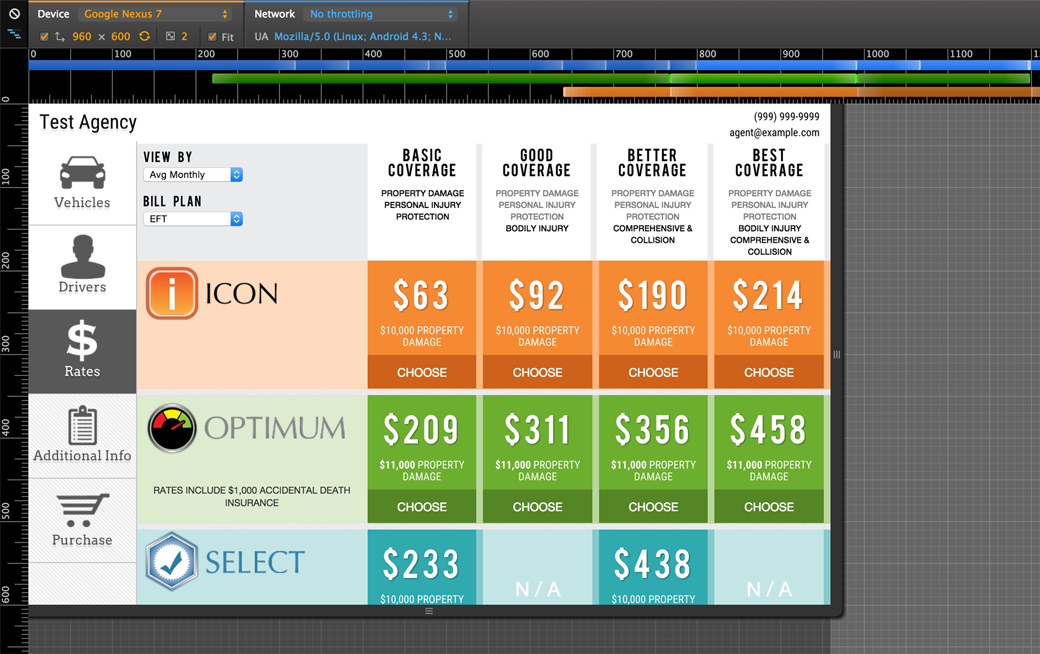 Device Google Nexus 7 Network No throttling
960 × 600 2 Fit UA Mozilla/5.0 (Linux; Android 4.3; N...
0 100 200 300 400 500 600 700 800 900 1000 1100
0
100
200
300
400
500
600
Test Agency
(999) 999-9999
agent@example.com
Vehicles
Drivers
$
Rates
Additional Info
Purchase
VIEW BY
Avg Monthly
BILL PLAN
EFT
BASIC
COVERAGE
PROPERTY DAMAGE
PERSONAL INJURY
PROTECTION
GOOD
COVERAGE
PROPERTY DAMAGE
PERSONAL INJURY
PROTECTION
BODILY INJURY
BETTER
COVERAGE
PROPERTY DAMAGE
PERSONAL INJURY
PROTECTION
COMPREHENSIVE &
COLLISION
BEST
COVERAGE
PROPERTY DAMAGE
PERSONAL INJURY
PROTECTION
BODILY INJURY
COMPREHENSIVE &
COLLISION
i ICON
$63
$10,000 PROPERTY
DAMAGE
CHOOSE
$92
$10,000 PROPERTY
DAMAGE
CHOOSE
$190
$10,000 PROPERTY
DAMAGE
CHOOSE
$214
$10,000 PROPERTY
DAMAGE
CHOOSE
OPTIMUM
RATES INCLUDE $1,000 ACCIDENTAL DEATH
INSURANCE
$209
$11,000 PROPERTY
DAMAGE
CHOOSE
$311
$11,000 PROPERTY
DAMAGE
CHOOSE
$356
$11,000 PROPERTY
DAMAGE
CHOOSE
$458
$11,000 PROPERTY
DAMAGE
CHOOSE
SELECT
$233
$10,000 PROPERTY
N/A
$438
$10,000 PROPERTY
N/A